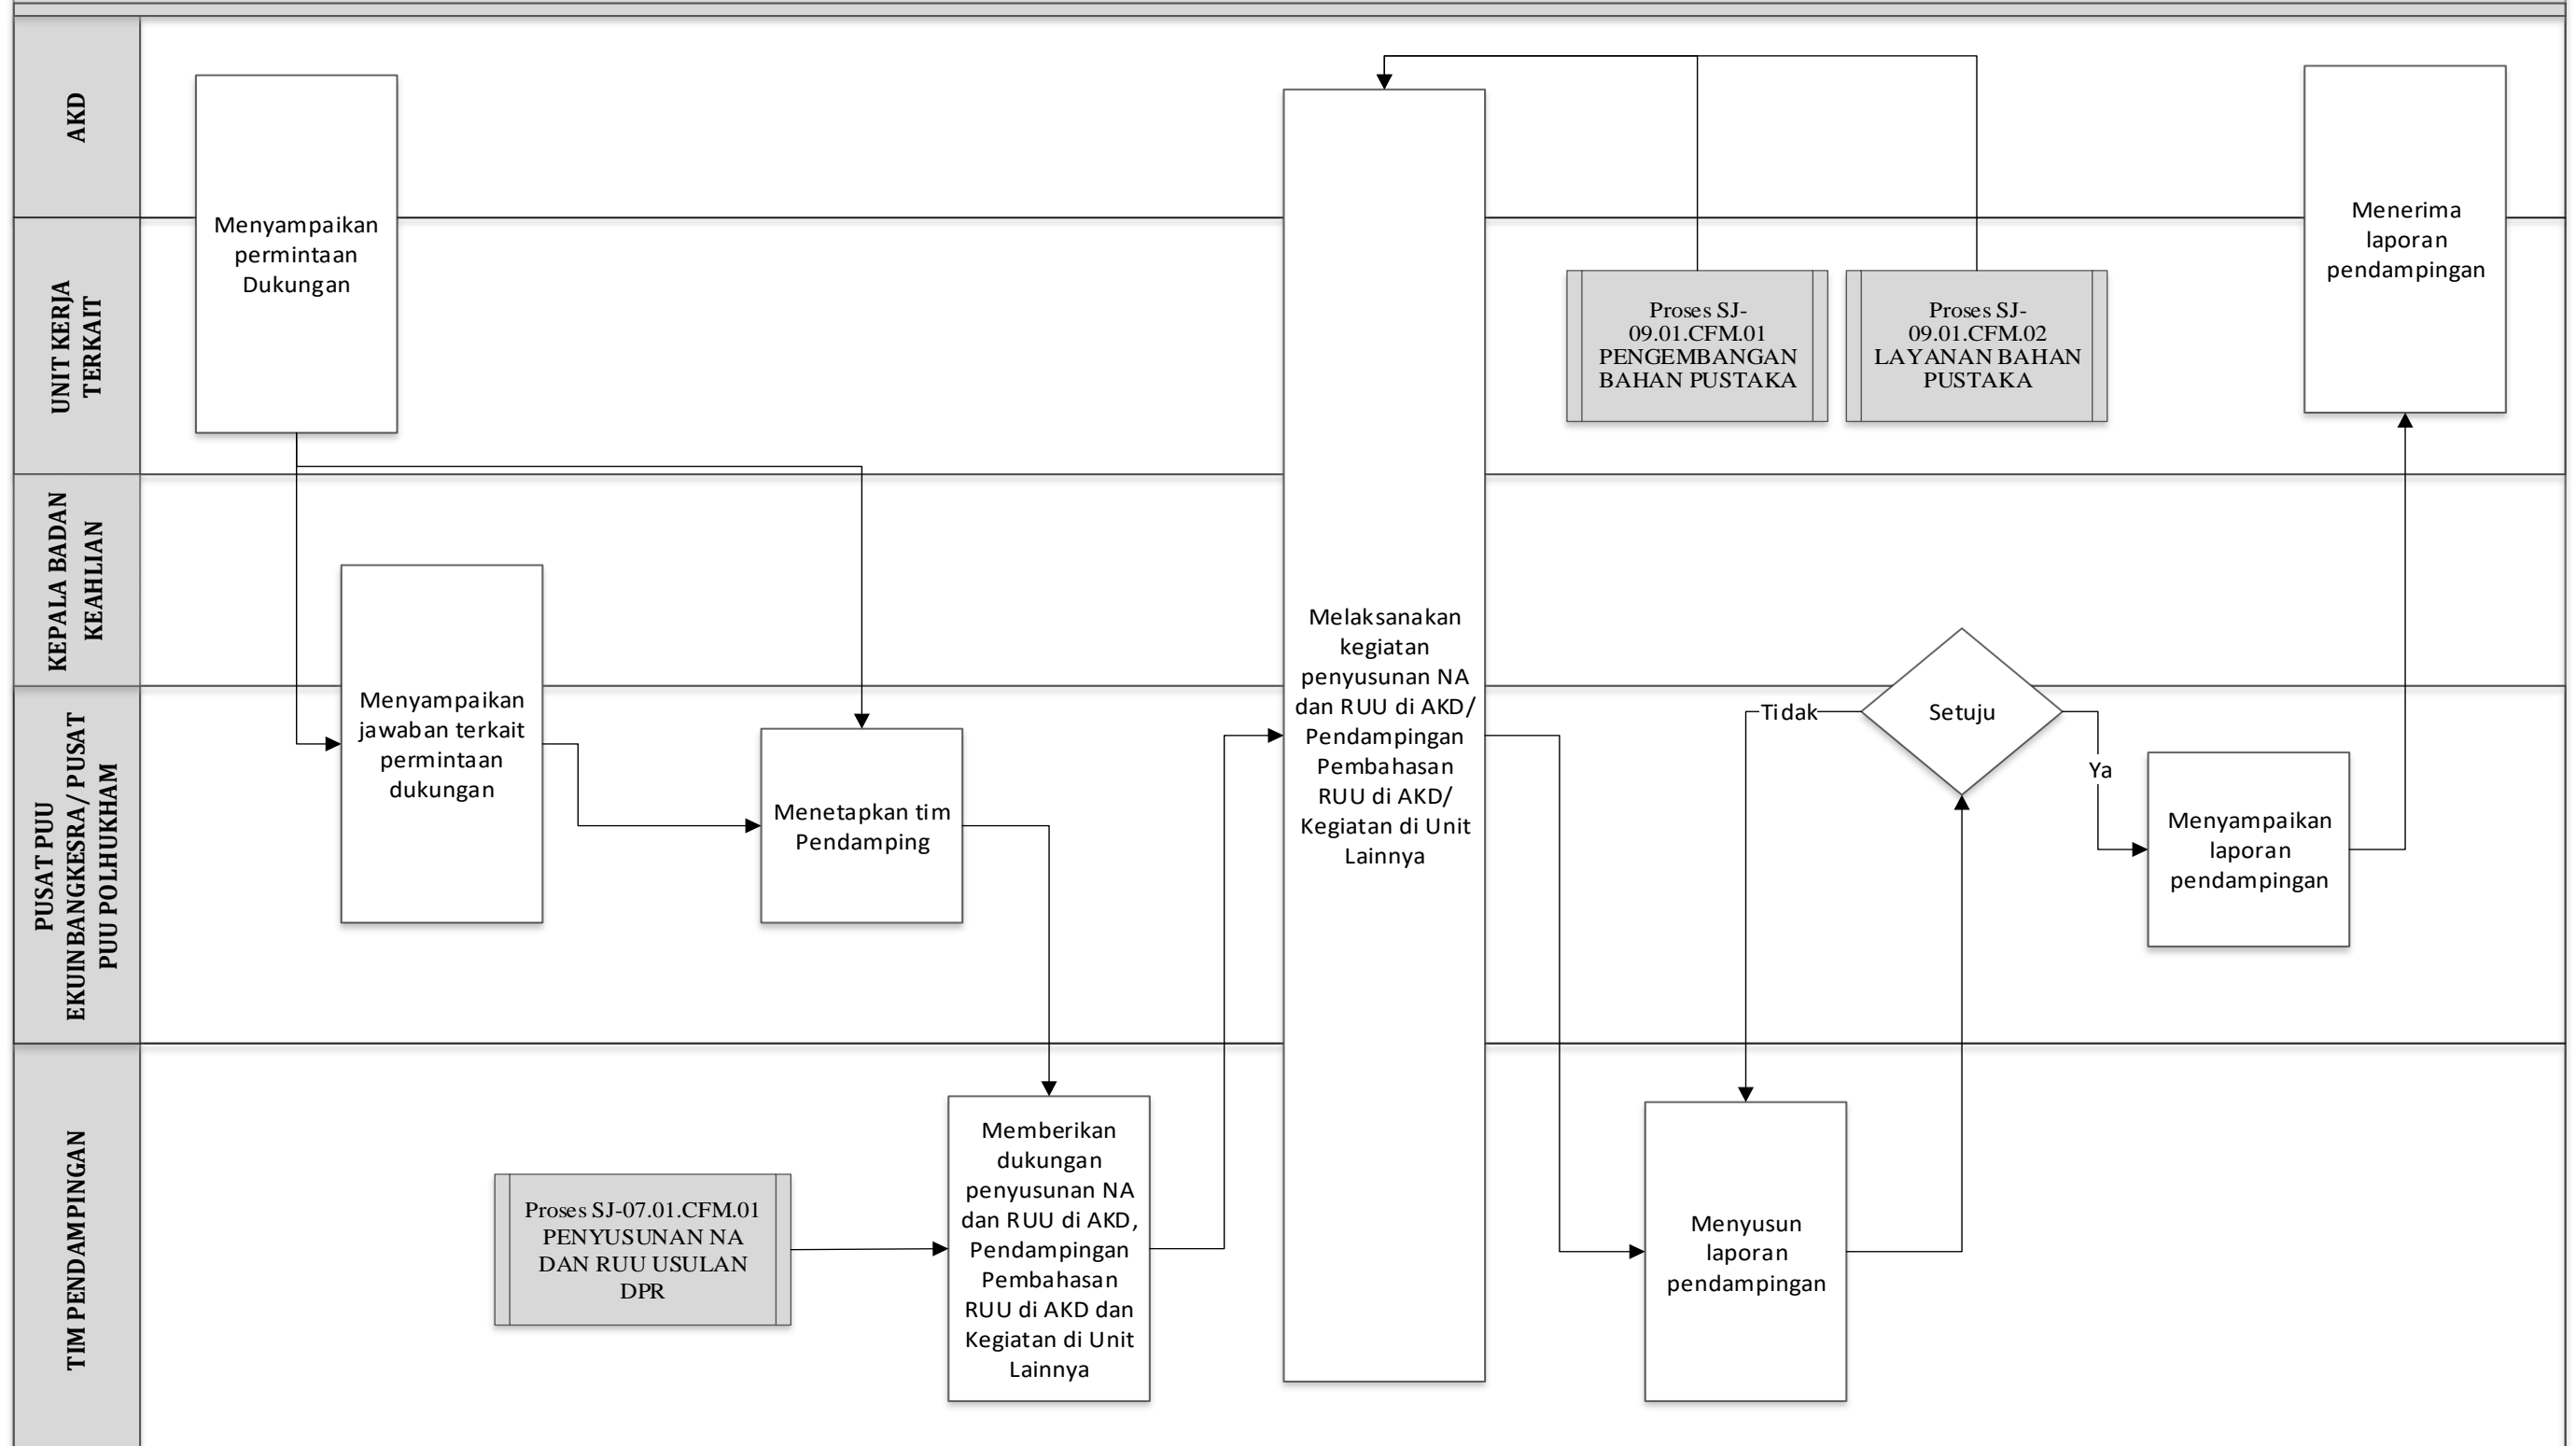 AKD
UNIT KERJA
TERKAIT
KEPALA BADAN
KEAHLIAN
PUSAT PUU
EKUINBANGKESRA/ PUSAT
PUU POLHUKHAM
TIM PENDAMPINGAN
Menyampaikan
permintaan
Dukungan
Menyampaikan
jawaban terkait
permintaan
dukungan
Menetapkan tim
Pendamping
Proses SJ-07.01.CFM.01
PENYUSUNAN NA
DAN RUU USULAN
DPR
Memberikan
dukungan
penyusunan NA
dan RUU di AKD,
Pendampingan
Pembahasan
RUU di AKD dan
Kegiatan di Unit
Lainnya
Melaksanakan
kegiatan
penyusunan NA
dan RUU di AKD/
Pendampingan
Pembahasan
RUU di AKD/
Kegiatan di Unit
Lainnya
Proses SJ-
09.01.CFM.01
PENGEMBANGAN
BAHAN PUSTAKA
Proses SJ-
09.01.CFM.02
LAYANAN BAHAN
PUSTAKA
Menyusun
laporan
pendampingan
Tidak
Setuju
Ya
Menyampaikan
laporan
pendampingan
Menerima
laporan
pendampingan